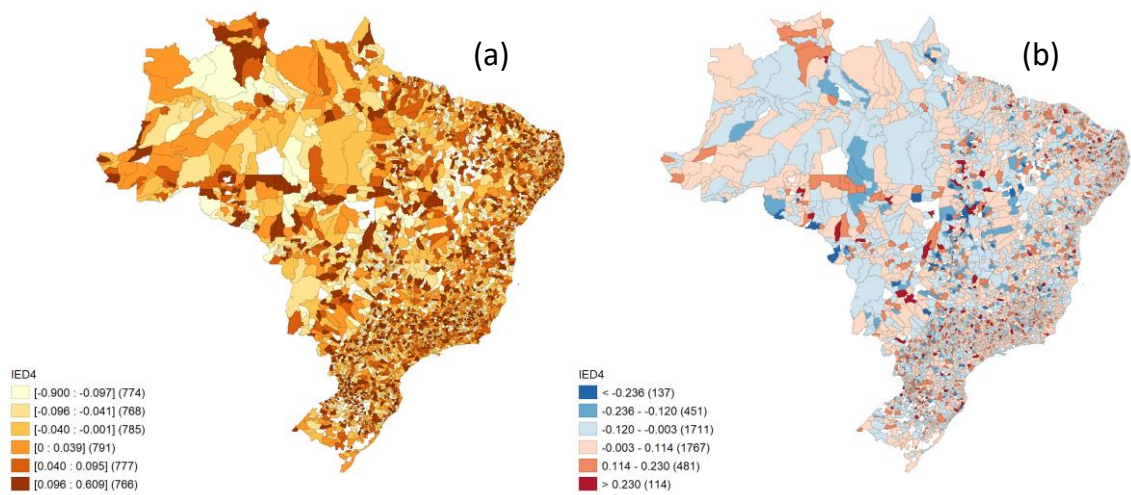 (a)
IED4
[-0.900 : -0.097] (774)
[-0.096 : -0.041] (768)
[-0.040 : -0.001] (785)
[0 : 0.039] (791)
[0.040 : 0.095] (777)
[0.096 : 0.609] (766)
(b)
IED4
< -0.236 (137)
-0.236 - -0.120 (451)
-0.120 - -0.003 (1711)
-0.003 - 0.114 (1767)
0.114 - 0.230 (481)
> 0.230 (114)